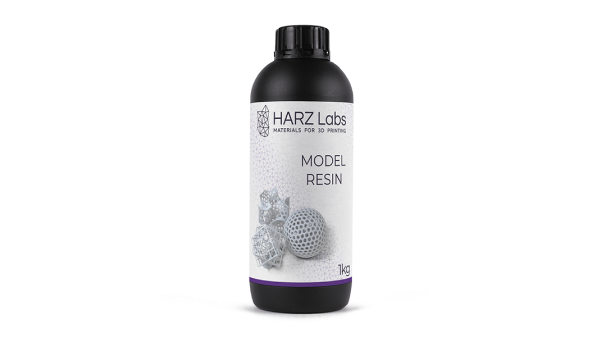 HARZ Labs
MATERIALS FOR 3D PRINTING
MODEL
RESIN
1kg